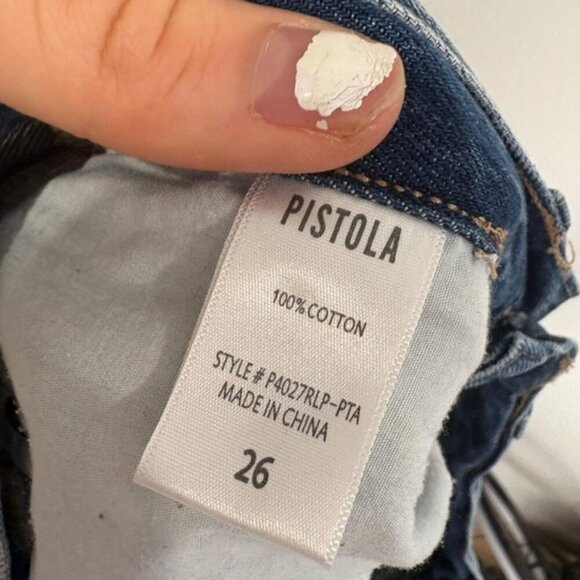 PISTOLA
100% COTTON
STYLE # P4027RLP-PTA
MADE IN CHINA
26